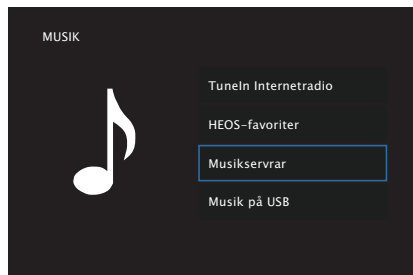 MUSIK
TuneIn Internetradio
HEOS-favoriter
Musikservrar
Musik på USB